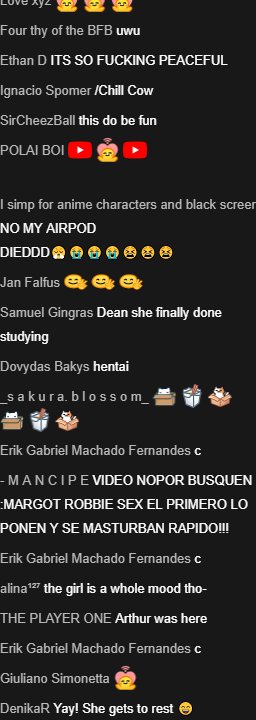 Love xyz
Four thy of the BFB uwu
Ethan D ITS SO FUCKING PEACEFUL
Ignacio Spomer /Chill Cow
SirCheezBall this do be fun
POLAI BOI
I simp for anime characters and black screer
NO MY AIRPOD
DIEDDD😤😭😭😭😫😫😫
Jan Falfus
Samuel Gingras Dean she finally done
studying
Dovydas Bakys hentai
_s a k u r a. b l o s s o m_
Erik Gabriel Machado Fernandes c
- M A N C I P E VIDEO NOPOR BUSQUEN
:MARGOT ROBBIE SEX EL PRIMERO LO
PONEN Y SE MASTURBAN RAPIDO!!!
Erik Gabriel Machado Fernandes c
alina¹²⁷ the girl is a whole mood tho-
THE PLAYER ONE Arthur was here
Erik Gabriel Machado Fernandes c
Giuliano Simonetta
DenikaR Yay! She gets to rest 😄